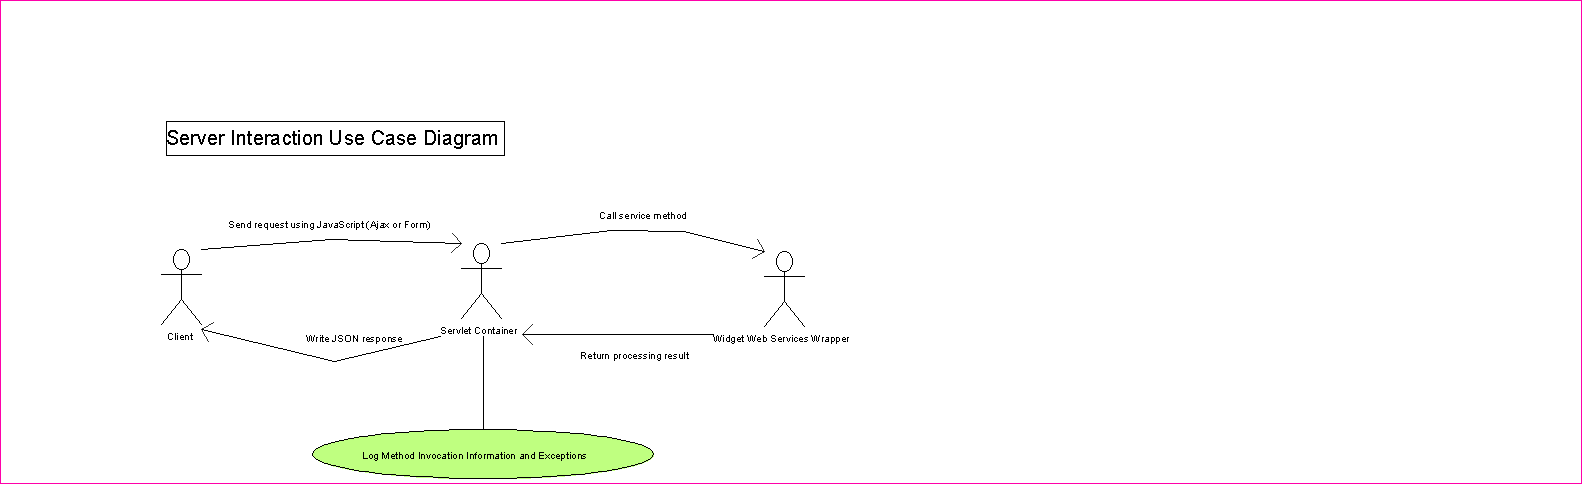 Server Interaction Use Case Diagram
Send request using JavaScript (Ajax or Form)
Call service method
Client
Write JSON response
Servlet Container
Widget Web Services Wrapper
Return processing result
Log Method Invocation Information and Exceptions